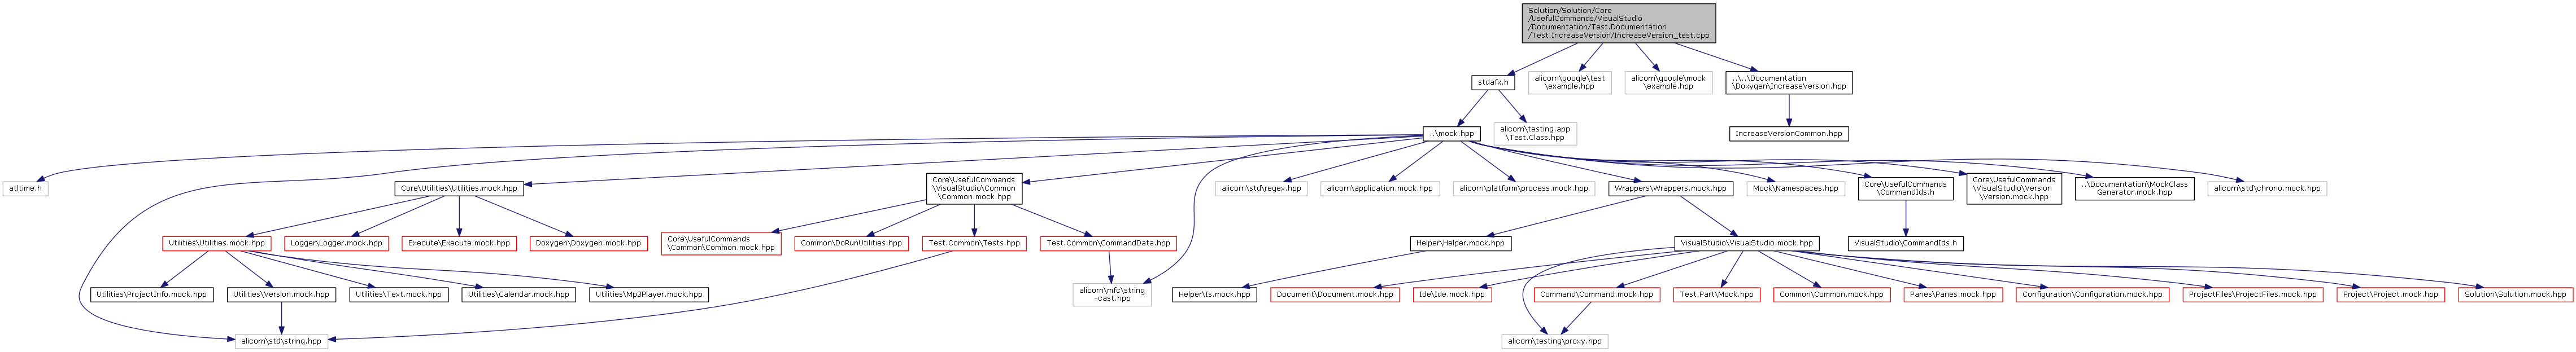 Solution/Solution/Core
/UsefulCommands/VisualStudio
/Documentation/Test.Documentation
/Test.IncreaseVersion/IncreaseVersion_test.cpp
stdafx.h
alicorn\google\test
\example.hpp
alicorn\google\mock
\example.hpp
..\..\Documentation
\Doxygen\IncreaseVersion.hpp
..\mock.hpp
alicorn\testing.app
\Test.Class.hpp
IncreaseVersionCommon.hpp
atltime.h
Core\Utilities\Utilities.mock.hpp
Core\UsefulCommands
\VisualStudio\Common
\Common.mock.hpp
alicorn\std\regex.hpp
alicorn\application.mock.hpp
alicorn\platform\process.mock.hpp
Wrappers\Wrappers.mock.hpp
Mock\Namespaces.hpp
Core\UsefulCommands
\CommandIds.h
Core\UsefulCommands
\VisualStudio\Version
\Version.mock.hpp
..\Documentation\MockClass
Generator.mock.hpp
alicorn\std\chrono.mock.hpp
Utilities\Utilities.mock.hpp
Logger\Logger.mock.hpp
Execute\Execute.mock.hpp
Doxygen\Doxygen.mock.hpp
Core\UsefulCommands
\Common\Common.mock.hpp
Common\DoRunUtilities.hpp
Test.Common\Tests.hpp
Test.Common\CommandData.hpp
Helper\Helper.mock.hpp
VisualStudio\VisualStudio.mock.hpp
VisualStudio\CommandIds.h
Utilities\ProjectInfo.mock.hpp
Utilities\Version.mock.hpp
Utilities\Text.mock.hpp
Utilities\Calendar.mock.hpp
Utilities\Mp3Player.mock.hpp
alicorn\mfc\string
-cast.hpp
Helper\Is.mock.hpp
Document\Document.mock.hpp
Ide\Ide.mock.hpp
Command\Command.mock.hpp
Test.Part\Mock.hpp
Common\Common.mock.hpp
Panes\Panes.mock.hpp
Configuration\Configuration.mock.hpp
ProjectFiles\ProjectFiles.mock.hpp
Project\Project.mock.hpp
Solution\Solution.mock.hpp
alicorn\std\string.hpp
alicorn\testing\proxy.hpp